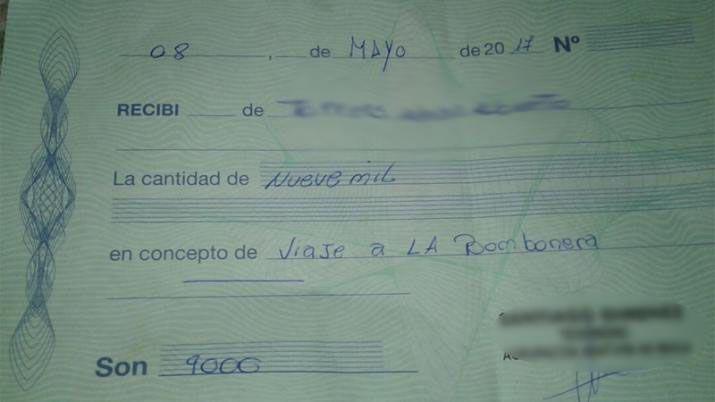 08, de MAYO de 2017 Nº
RECIBI de
La cantidad de Nueve mil
en concepto de Viaje a LA Bombonera
Son 9000